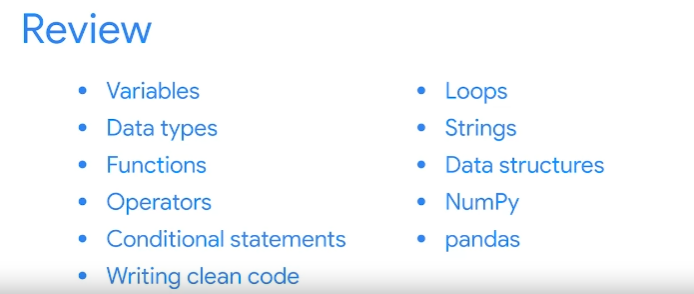 Review
• Variables
• Data types
• Functions
• Operators
• Conditional statements
• Writing clean code
• Loops
• Strings
• Data structures
• NumPy
• pandas